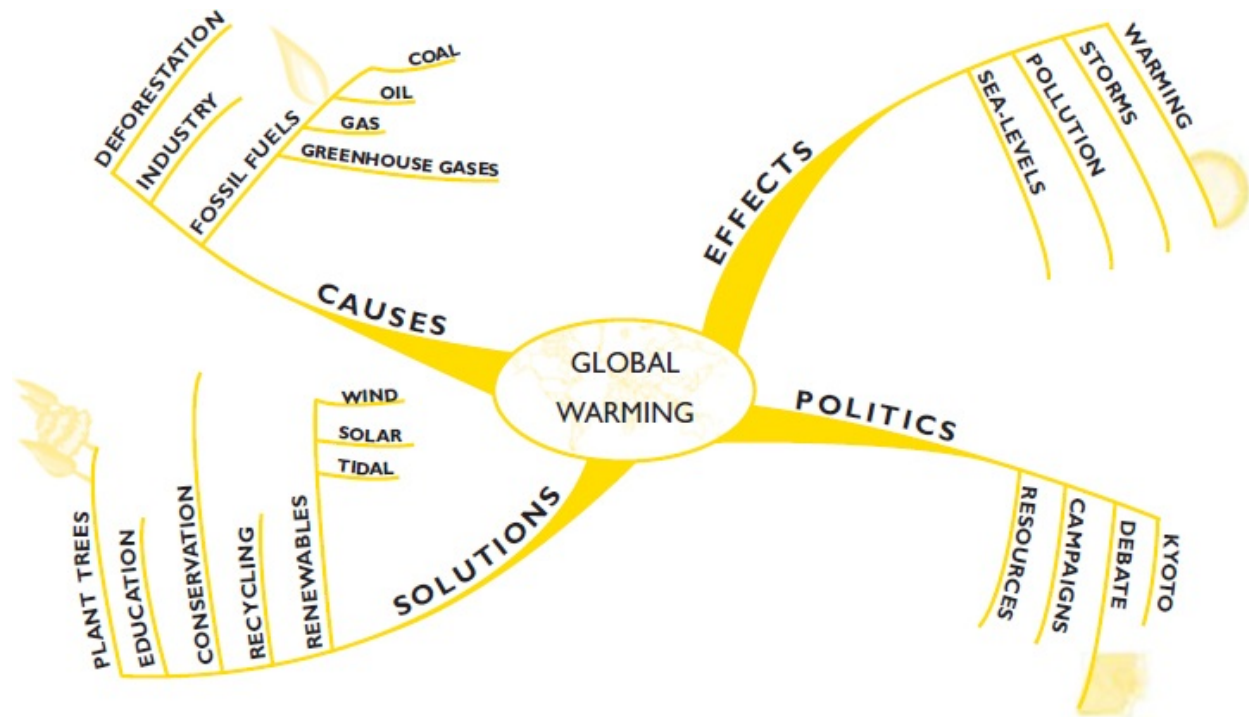 GLOBAL
WARMING
CAUSES
DEFORESTATION
INDUSTRY
FOSSIL FUELS
COAL
OIL
GAS
GREENHOUSE GASES
EFFECTS
SEA-LEVELS
POLLUTION
STORMS
WARMING
POLITICS
RESOURCES
CAMPAIGNS
DEBATE
KYOTO
SOLUTIONS
PLANT TREES
EDUCATION
CONSERVATION
RECYCLING
RENEWABLES
WIND
SOLAR
TIDAL